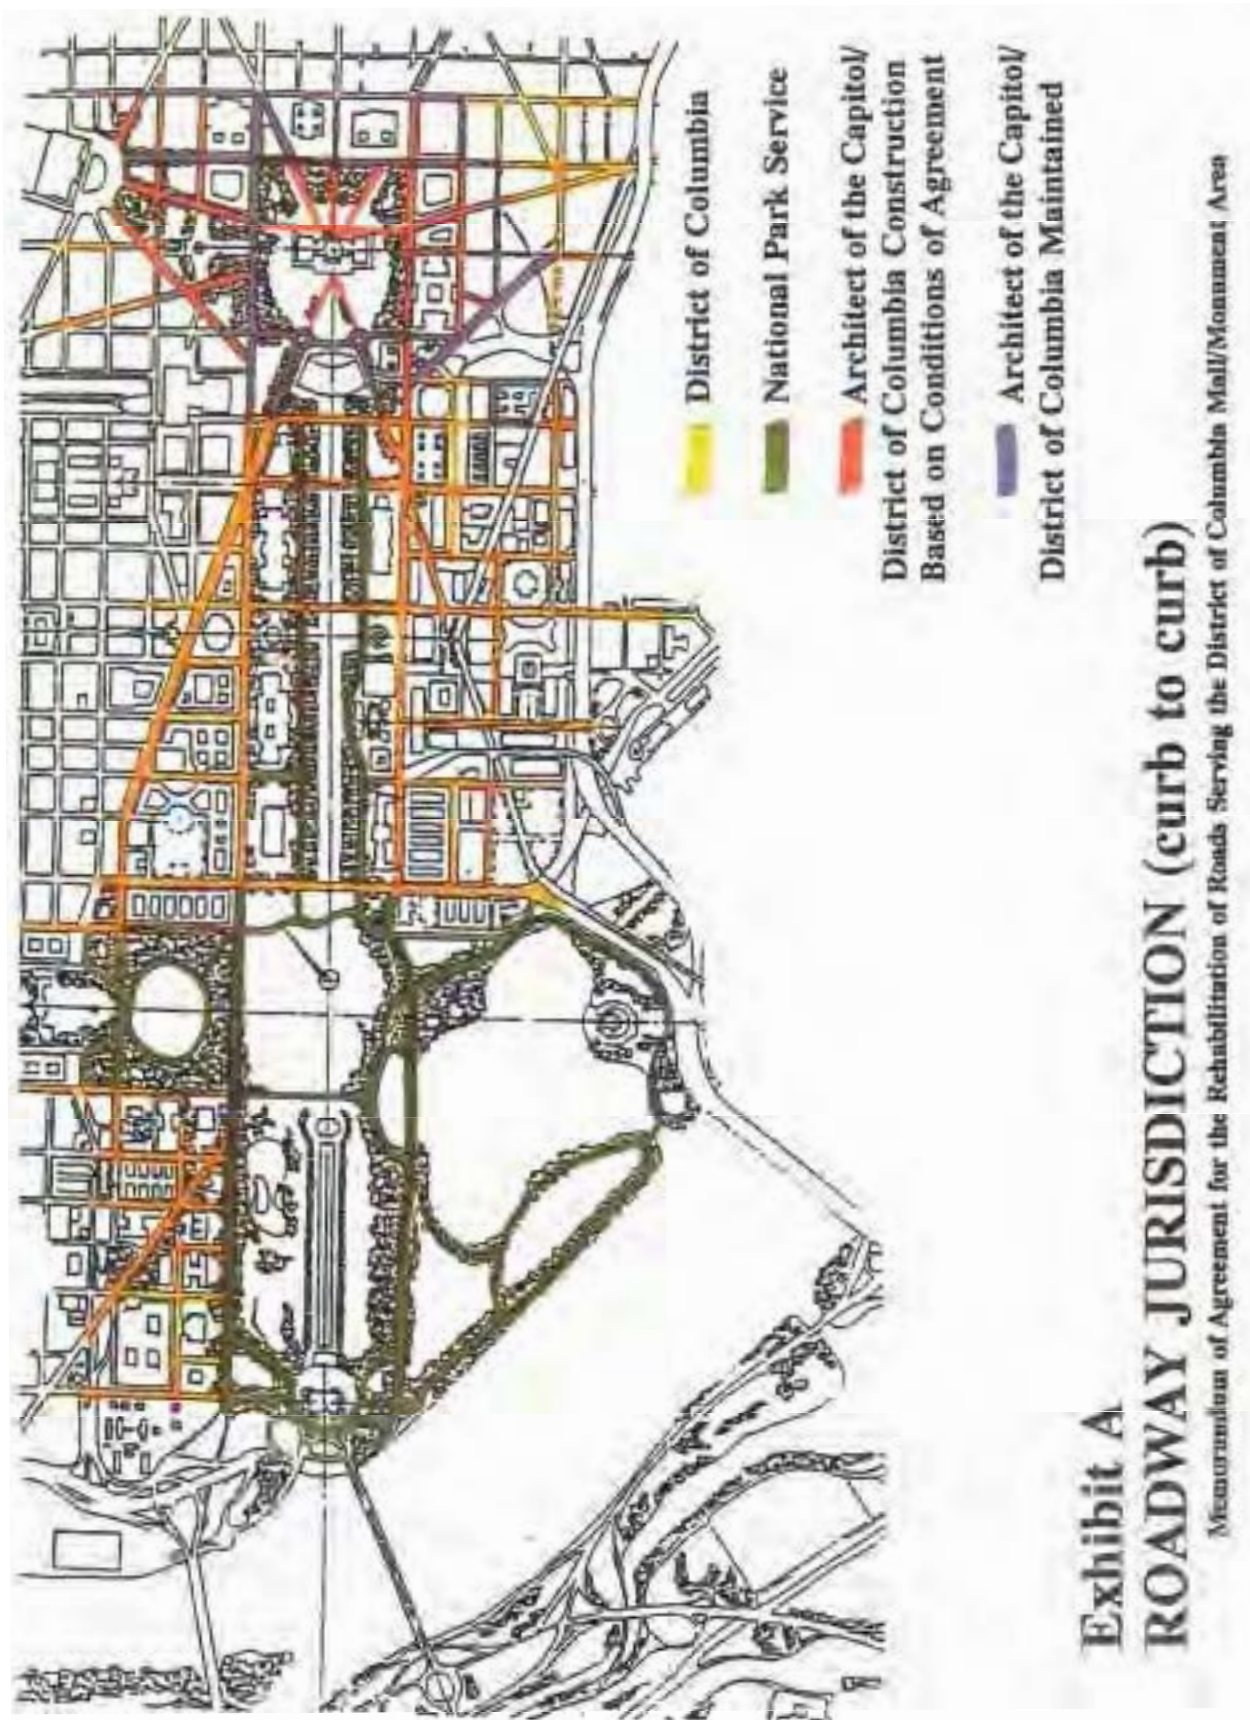 District of Columbia
National Park Service
Architect of the Capitol/
District of Columbia Construction
Based on Conditions of Agreement
Architect of the Capitol/
District of Columbia Maintained
Exhibit A
ROADWAY JURISDICTION (curb to curb)
Memorandum of Agreement for the Rehabilitation of Roads Serving the District of Columbia Mall/Monument Area